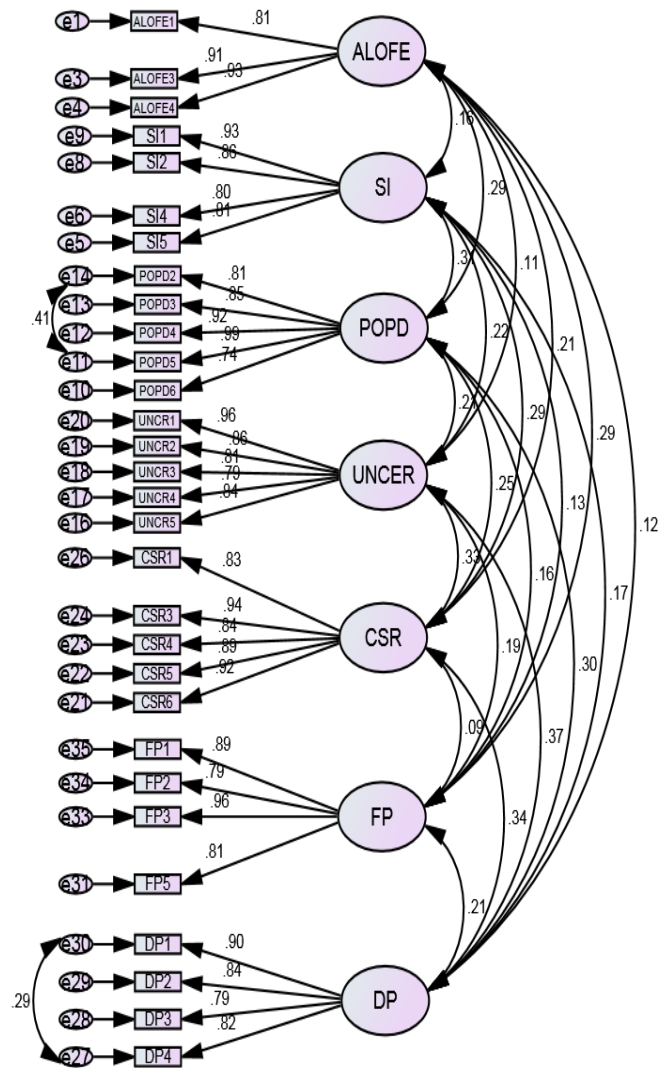 e1 ALOFE1 .81
ALOFE
e3 ALOFE3 .91
e4 ALOFE4 .93
e9 SI1 .93
.16
e8 SI2 .86
SI
.29
e6 SI4 .80
e5 SI5 .81
.11
e14 POPD2 .81
e13 POPD3 .85
.41
e12 POPD4 .92
POPD
.22
.21
e11 POPD5 .99
e10 POPD6 .74
e20 UNCR1 .96
.29
.29
e19 UNCR2 .86
e18 UNCR3 .81
UNCER
e17 UNCR4 .79
.25
e16 UNCR5 .84
.13
.12
e26 CSR1 .83
.33
.16
.17
e24 CSR3 .94
e23 CSR4 .84
CSR
.19
e22 CSR5 .89
.30
e21 CSR6 .92
.09
.37
e35 FP1 .89
e34 FP2 .79
e33 FP3 .96
FP
.34
e31 FP5 .81
.21
e30 DP1 .90
e29 DP2 .84
.29
DP
e28 DP3 .79
e27 DP4 .82